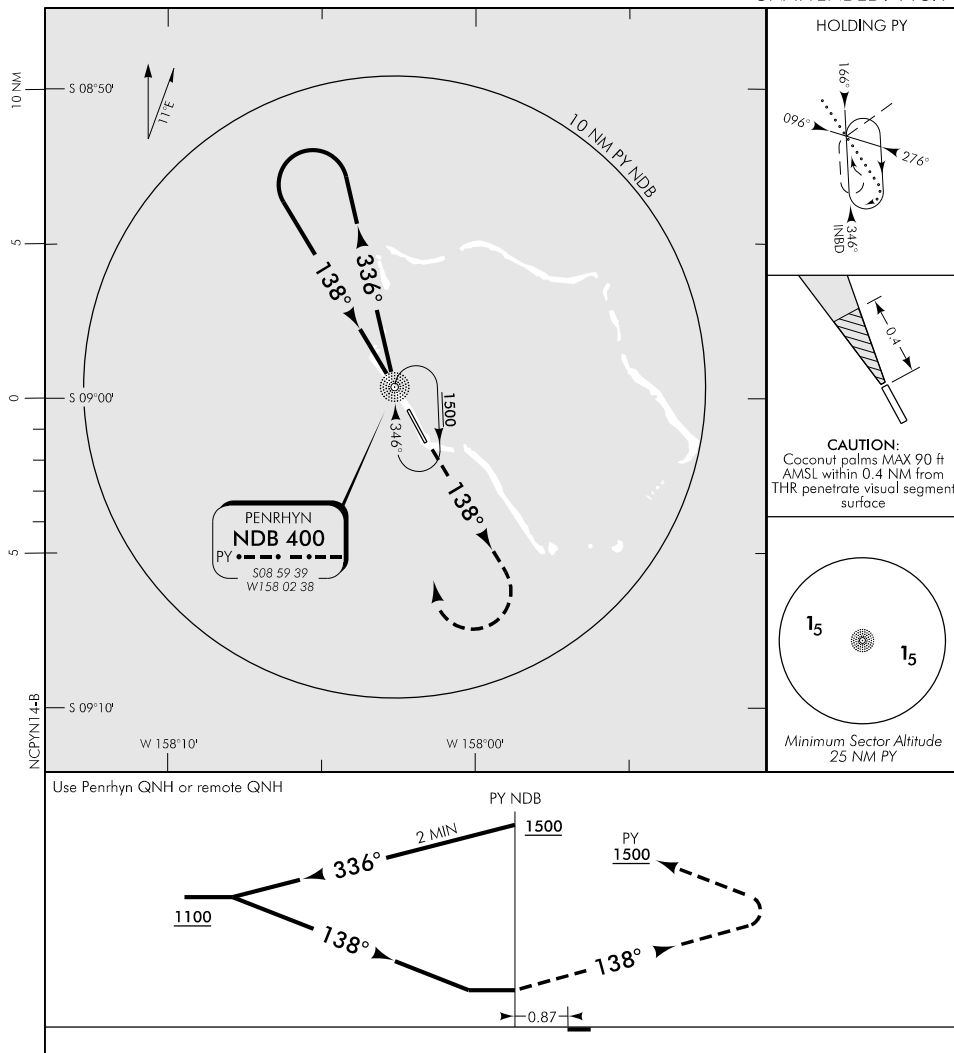 HOLDING PY
166°
096°
276°
346°
INBD
10 NM
S 08°50'
11°E
10 NM PY NDB
5
336°
138°
0.4
0
S 09°00'
1500
346°
CAUTION:
Coconut palms MAX 90 ft
AMSL within 0.4 NM from
THR penetrate visual segment
surface
138°
PENRHYN
NDB 400
PY
S08 59 39
W158 02 38
5
15
15
NCPYN14-B
S 09°10'
W 158°10'
W 158°00'
Minimum Sector Altitude
25 NM PY
Use Penrhyn QNH or remote QNH
PY NDB
2 MIN
1500
PY
1500
336°
1100
138°
138°
0.87